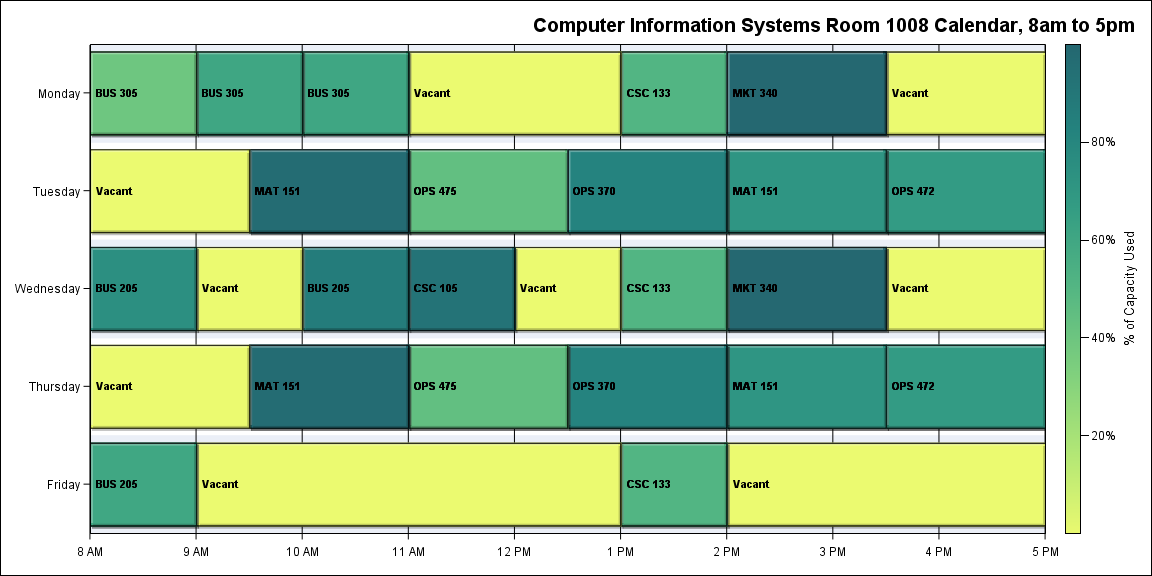 Computer Information Systems Room 1008 Calendar, 8am to 5pm
Monday
BUS 305
BUS 305
BUS 305
Vacant
CSC 133
MKT 340
Vacant
Tuesday
Vacant
MAT 151
OPS 475
OPS 370
MAT 151
OPS 472
Wednesday
BUS 205
Vacant
BUS 205
CSC 105
Vacant
CSC 133
MKT 340
Vacant
Thursday
Vacant
MAT 151
OPS 475
OPS 370
MAT 151
OPS 472
Friday
BUS 205
Vacant
CSC 133
Vacant
8 AM
9 AM
10 AM
11 AM
12 PM
1 PM
2 PM
3 PM
4 PM
5 PM
80%
60%
40%
20%
% of Capacity Used